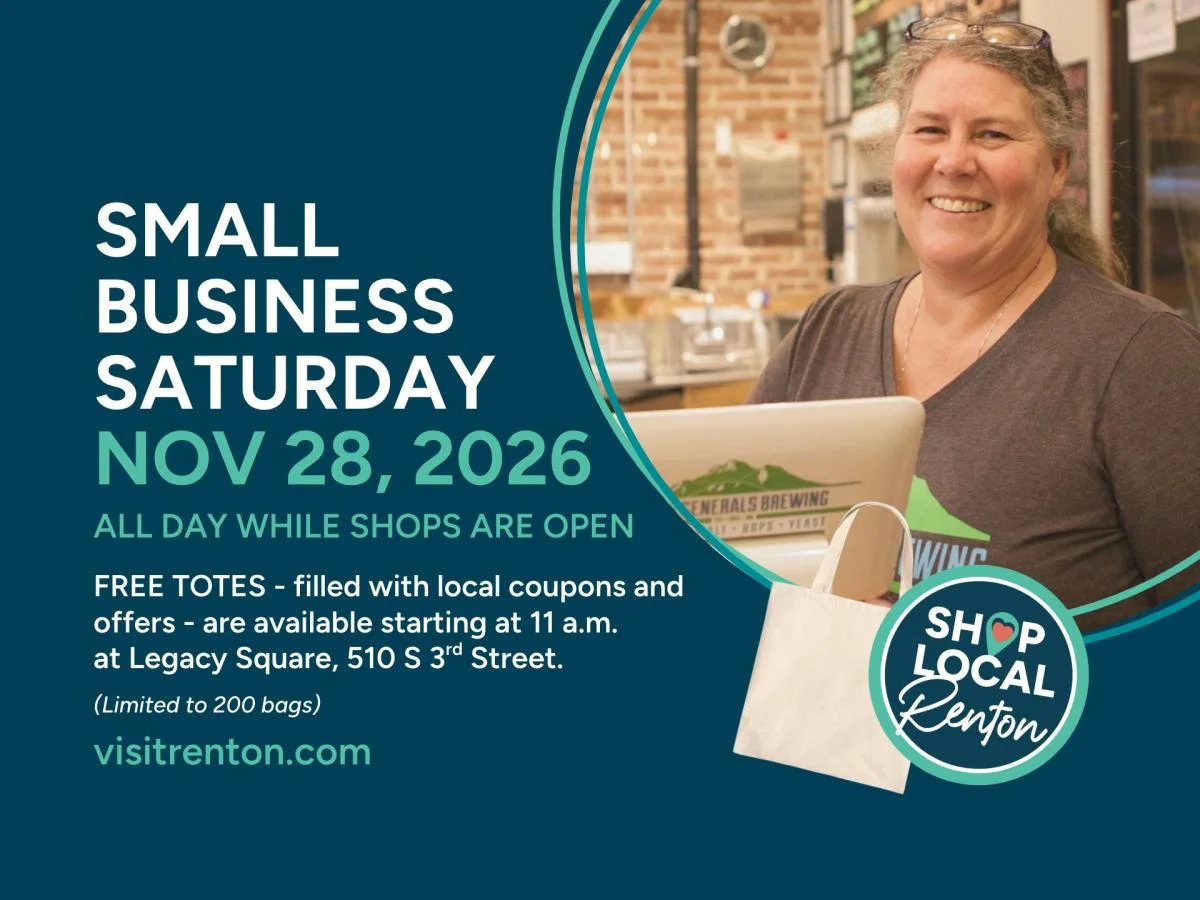 SMALL
BUSINESS
SATURDAY
NOV 28, 2026
ALL DAY WHILE SHOPS ARE OPEN
FREE TOTES - filled with local coupons and
offers - are available starting at 11 a.m.
at Legacy Square, 510 S 3rd Street.
(Limited to 200 bags)
visitrenton.com
GENERALS BREWING
HOPS · YEAST
SHOP
LOCAL
Renton